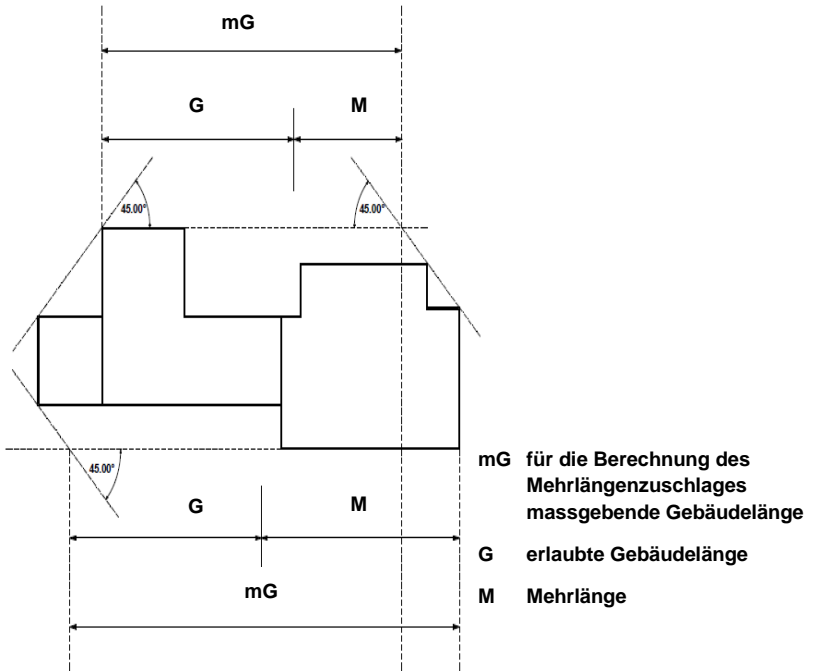 mG
G M
45.00° 45.00°
45.00°
G M
mG
mG für die Berechnung des
Mehrlängenzuschlages
massgebende Gebäudelänge
G erlaubte Gebäudelänge
M Mehrlänge